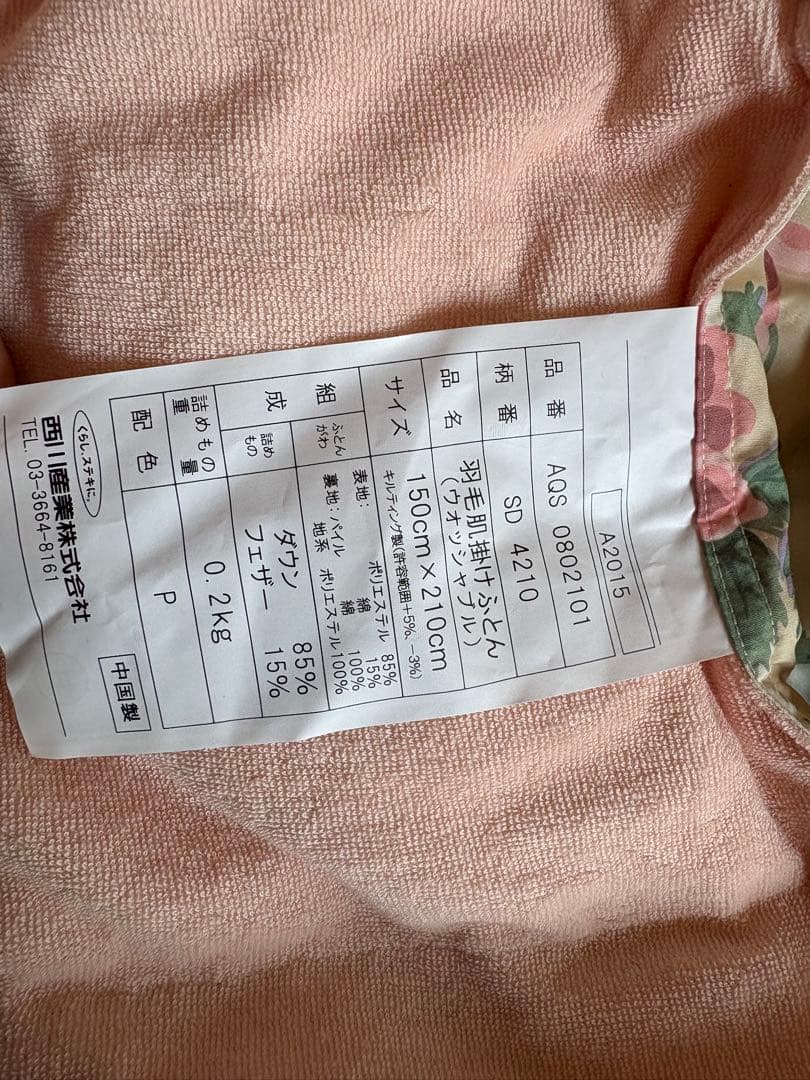 A2015
品番 AQS 0802101
柄番 SD 4210
品名 羽毛肌掛けふとん
(ウオッシャブル)
サイズ 150cm×210cm
キルティング製(許容範囲+5%、-3%)
組成
ふとんがわ
表地: ポリエステル 85%
綿 15%
裏地:パイル 綿 100%
地糸 ポリエステル100%
詰めもの
ダウン 85%
フェザー 15%
詰めもの重量 0.2kg
配色 P
くらし、ステキに。
西川産業株式会社
TEL. 03-3664-8161
中国製